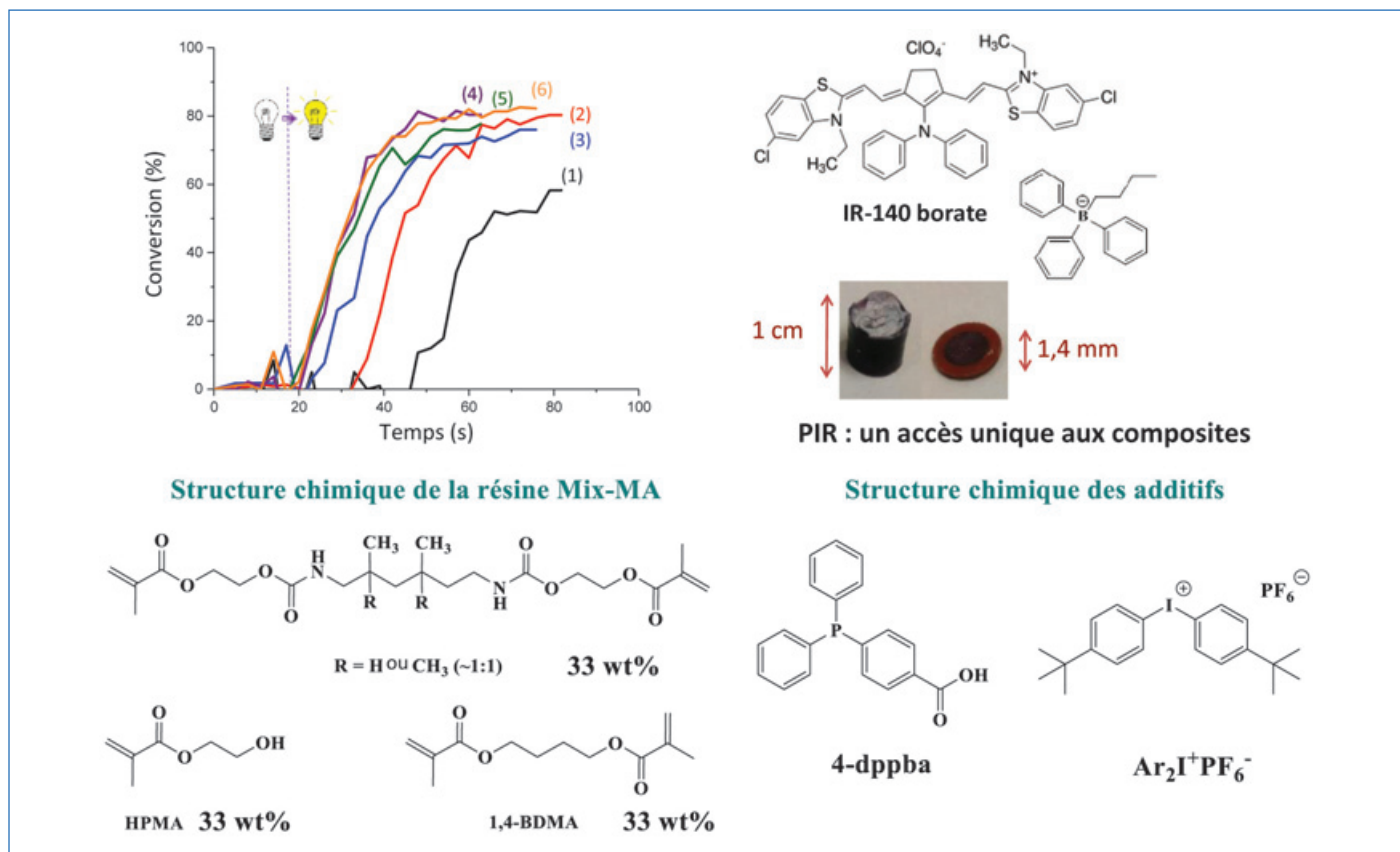 100
80
60
40
20
0
Conversion (%)
0 20 40 60 80 100
Temps (s)
(1)
(2)
(3)
(4)
(5)
(6)
ClO₄⁻
H₃C
N⁺
S
Cl
S
N
H₃C
Cl
N
IR-140 borate
B
⊖
1 cm
1,4 mm
PIR : un accès unique aux composites
Structure chimique de la résine Mix-MA
O
O
O
O
H
N
CH₃
CH₃
R
R
N
H
O
O
O
O
R = H ou CH₃ (~1:1) 33 wt%
O
O
OH
HPMA 33 wt%
O
O
O
O
1,4-BDMA 33 wt%
Structure chimique des additifs
P
OH
O
4-dppba
I
⊕
PF₆⊖
Ar₂I⁺PF₆⁻